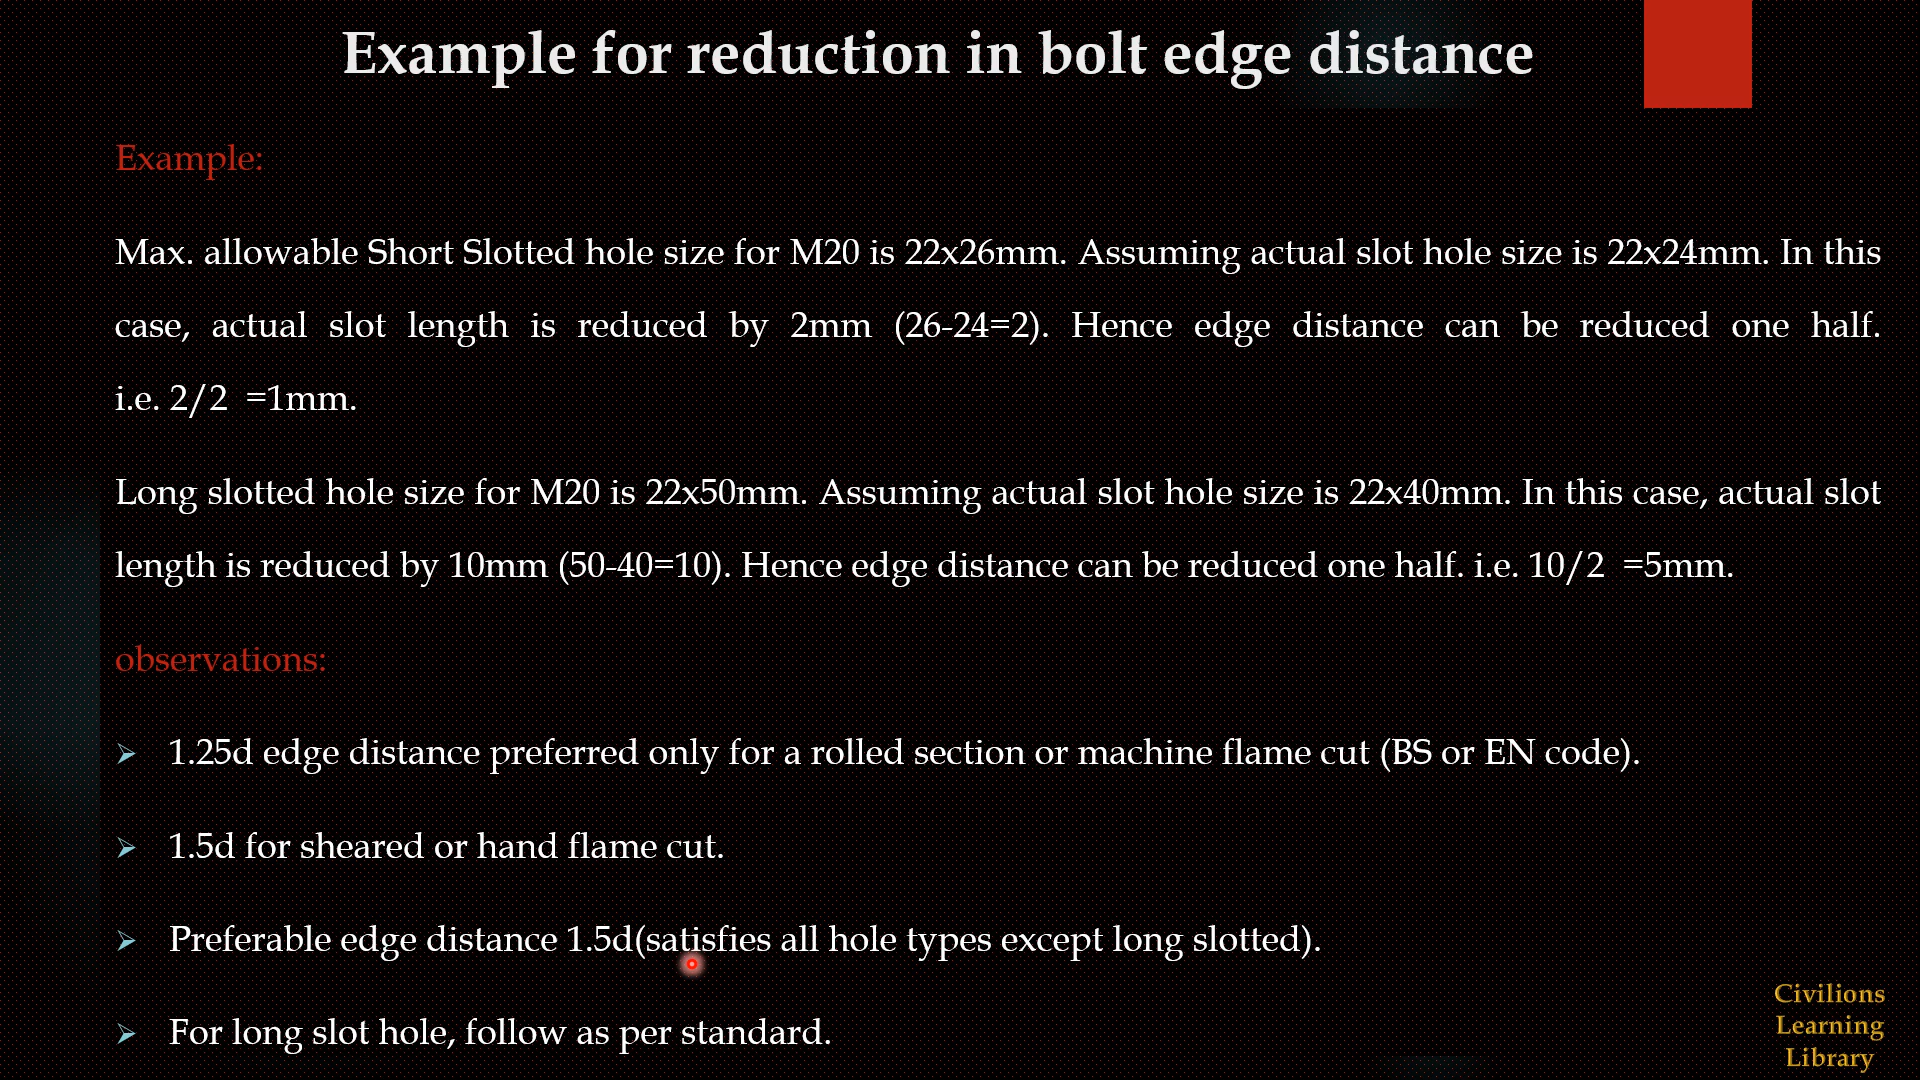 Example for reduction in bolt edge distance
Example:
Max. allowable Short Slotted hole size for M20 is 22x26mm. Assuming actual slot hole size is 22x24mm. In this
case, actual slot length is reduced by 2mm (26-24=2). Hence edge distance can be reduced one half.
i.e. 2/2 =1mm.
Long slotted hole size for M20 is 22x50mm. Assuming actual slot hole size is 22x40mm. In this case, actual slot
length is reduced by 10mm (50-40=10). Hence edge distance can be reduced one half. i.e. 10/2 =5mm.
observations:
1.25d edge distance preferred only for a rolled section or machine flame cut (BS or EN code).
1.5d for sheared or hand flame cut.
Preferable edge distance 1.5d(satisfies all hole types except long slotted).
For long slot hole, follow as per standard.
Civilions
Learning
Library